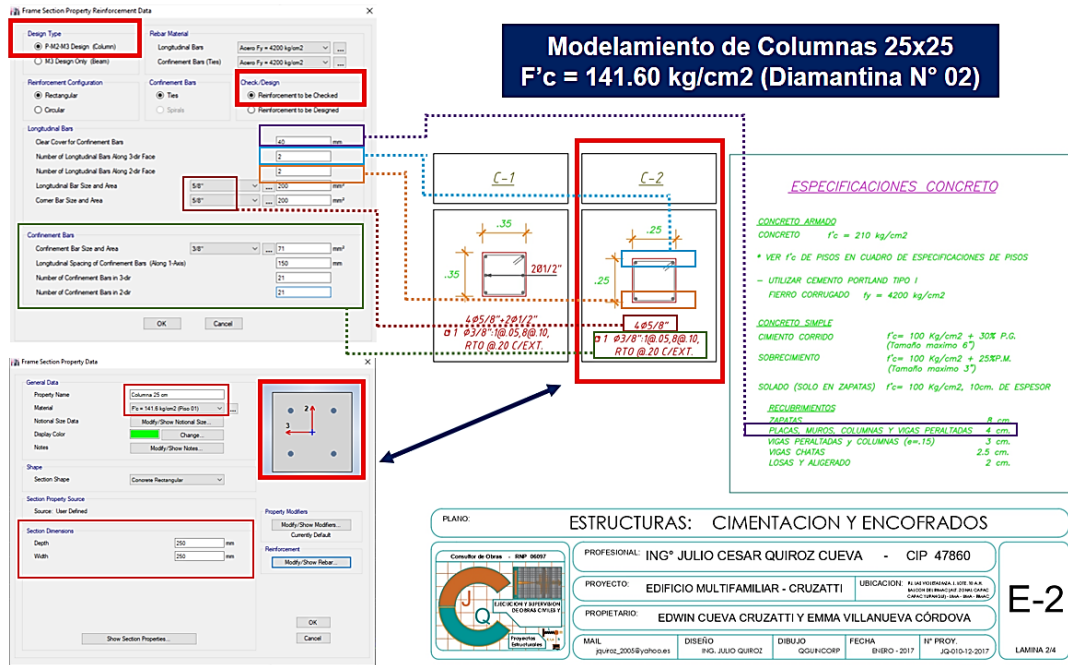 Frame Section Property Reinforcement Data
Design Type
P-M2-M3 Design (Column)
M3 Design Only (Beam)
Rebar Material
Longitudinal Bars
Acero Fy = 4200 kg/cm2
...
Confinement Bars (Ties)
Acero Fy = 4200 kg/cm2
...
Reinforcement Configuration
Rectangular
Circular
Confinement Bars
Ties
Spirals
Check/Design
Reinforcement to be Checked
Reinforcement to be Designed
Longitudinal Bars
Clear Cover for Confinement Bars
40
mm
Number of Longitudinal Bars Along 3-dir Face
2
Number of Longitudinal Bars Along 2-dir Face
2
Longitudinal Bar Size and Area
5/8"
...
200
mm²
Corner Bar Size and Area
5/8"
...
200
mm²
Confinement Bars
Confinement Bar Size and Area
3/8"
...
71
mm²
Longitudinal Spacing of Confinement Bars (Along 1-Axis)
150
mm
Number of Confinement Bars in 3-dir
21
Number of Confinement Bars in 2-dir
21
OK
Cancel
Modelamiento de Columnas 25x25
F'c = 141.60 kg/cm2 (Diamantina N° 02)
C-1
.35
.35
2Ø1/2"
4Ø5/8"+2Ø1/2"
1 Ø3/8":1@.05,8@.10,
RTO @.20 C/EXT.
C-2
.25
.25
4Ø5/8"
1 Ø3/8":1@.05,8@.10,
RTO @.20 C/EXT.
ESPECIFICACIONES CONCRETO
CONCRETO ARMADO
CONCRETO f'c = 210 kg/cm2
* VER f'c DE PISOS EN CUADRO DE ESPECIFICACIONES DE PISOS
- UTILIZAR CEMENTO PORTLAND TIPO I
FIERRO CORRUGADO fy = 4200 kg/cm2
CONCRETO SIMPLE
CIMIENTO CORRIDO f'c= 100 Kg/cm2 + 30% P.G.
(Tamaño maximo 6")
SOBRECIMIENTO f'c= 100 Kg/cm2 + 25%P.M.
(Tamaño maximo 3")
SOLADO (SOLO EN ZAPATAS) f'c= 100 Kg/cm2, 10cm. DE ESPESOR
RECUBRIMIENTOS
ZAPATAS 8 cm.
PLACAS, MUROS, COLUMNAS Y VIGAS PERALTADAS 4 cm.
VIGAS PERALTADAS y COLUMNAS (e=.15) 3 cm.
VIGAS CHATAS 2.5 cm.
LOSAS Y ALIGERADO 2 cm.
Frame Section Property Data
General Data
Property Name
Columna 25 cm
Material
F'c = 141.6 kg/cm2 (Piso 01)
...
Notional Size Data
Modify/Show Notional Size...
Display Color
Change...
Notes
Modify/Show Notes...
2
3
Shape
Section Shape
Concrete Rectangular
Section Property Source
Source: User Defined
Section Dimensions
Depth
250
mm
Width
250
mm
Property Modifiers
Modify/Show Modifiers...
Currently Default
Reinforcement
Modify/Show Rebar...
OK
Cancel
Show Section Properties...
PLANO: ESTRUCTURAS: CIMENTACION Y ENCOFRADOS
Consultor de Obras - RNP 06097
JQ
EJECUCION Y SUPERVISION
DE OBRAS CIVILES Y
Proyectos
Estructurales
PROFESIONAL: ING° JULIO CESAR QUIROZ CUEVA - CIP 47860
PROYECTO: EDIFICIO MULTIFAMILIAR - CRUZATTI
UBICACION:
PROPIETARIO: EDWIN CUEVA CRUZATTI Y EMMA VILLANUEVA CÓRDOVA
MAIL
jquiroz_2005@yahoo.es
DISEÑO
ING. JULIO QUIROZ
DIBUJO
QQUINCORP
FECHA
ENERO - 2017
N° PROY.
JQ-010-12-2017
E-2
LAMINA 2/4